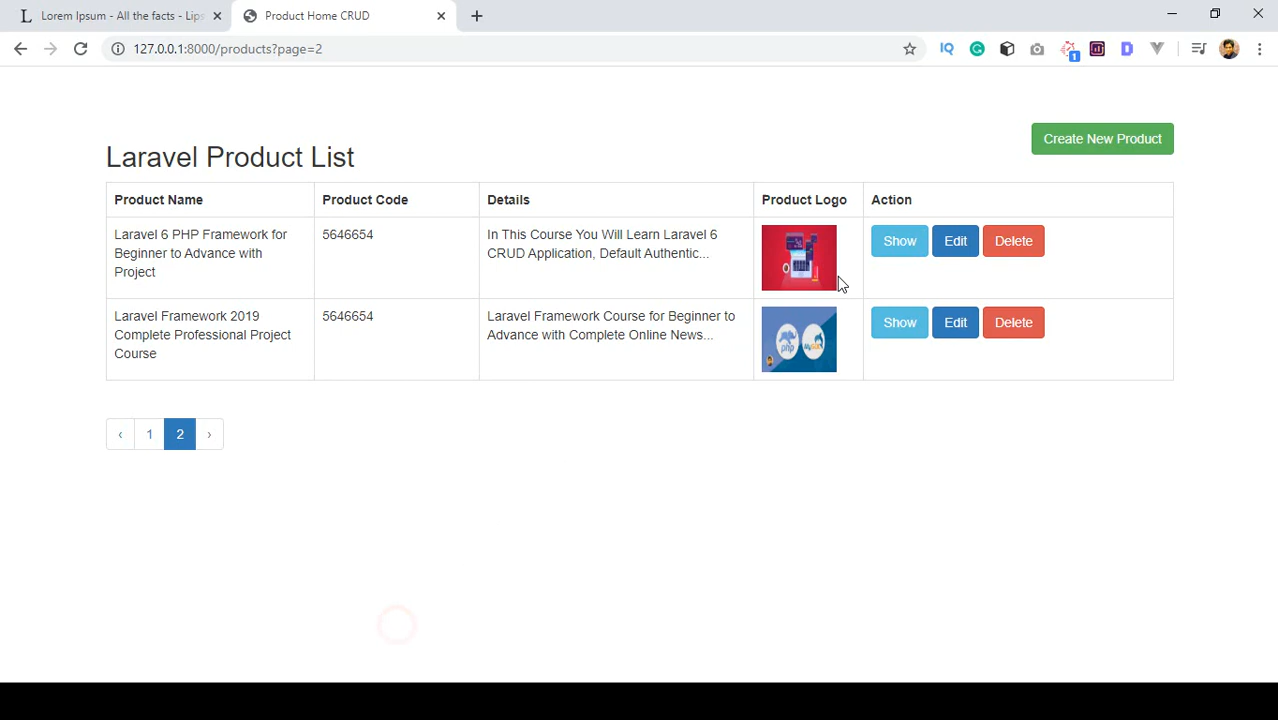 Lorem Ipsum - All the facts - Lips
Product Home CRUD
127.0.0.1:8000/products?page=2
IQ
1
D
Create New Product
Laravel Product List
Product Name Product Code Details Product Logo Action
Laravel 6 PHP Framework for 5646654 In This Course You Will Learn Laravel 6 Show Edit Delete
Beginner to Advance with CRUD Application, Default Authentic...
Project
Laravel Framework 2019 5646654 Laravel Framework Course for Beginner to Show Edit Delete
Complete Professional Project Advance with Complete Online News...
Course
php
‹ 1 2 ›